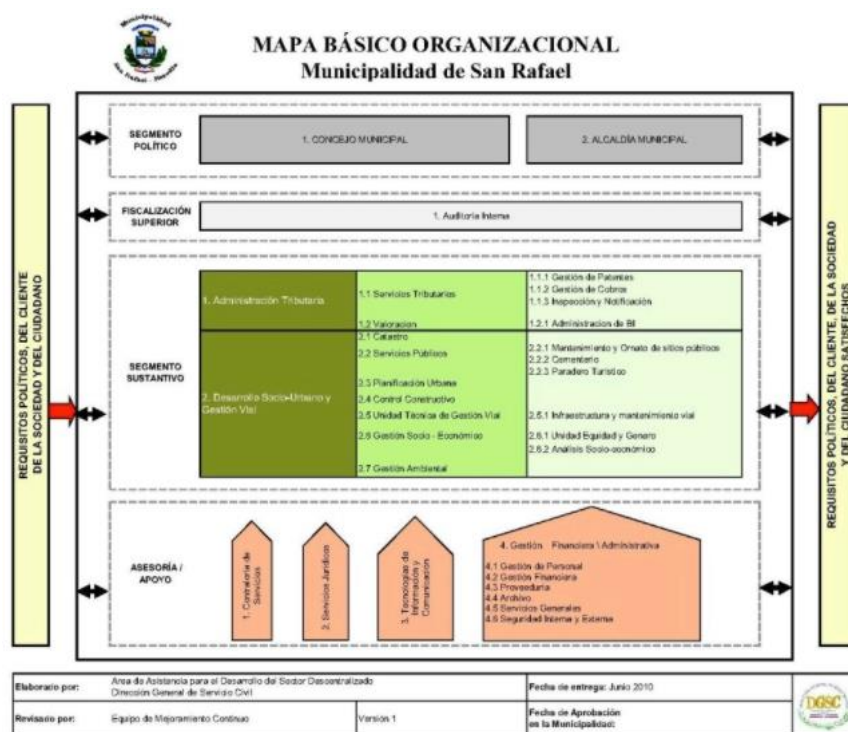 Municipalidad
San Rafael - Heredia
MAPA BÁSICO ORGANIZACIONAL
Municipalidad de San Rafael
REQUISITOS POLÍTICOS, DEL CLIENTE
DE LA SOCIEDAD Y DEL CIUDADANO
SEGMENTO
POLÍTICO
1. CONCEJO MUNICIPAL
2. ALCALDÍA MUNICIPAL
FISCALIZACIÓN
SUPERIOR
1. Auditoría Interna
SEGMENTO
SUSTANTIVO
1. Administración Tributaria
1.1 Servicios Tributarios
1.1.1 Gestión de Patentes
1.1.2 Gestión de Cobros
1.1.3 Inspección y Notificación
1.2 Valoracion
1.2.1 Administracion de BI
2. Desarrollo Socio-Urbano y
Gestión Vial
2.1 Catastro
2.2 Servicios Públicos
2.2.1 Mantenimiento y Ornato de sitios públicos
2.2.2 Cementerio
2.2.3 Paradero Turístico
2.3 Planificación Urbana
2.4 Control Constructivo
2.5 Unidad Técnica de Gestión Vial
2.5.1 Infraestructura y mantenimiento vial
2.6 Gestión Socio - Económico
2.6.1 Unidad Equidad y Genero
2.6.2 Analisis Socio-económico
2.7 Gestión Ambiental
ASESORÍA /
APOYO
1. Contraloría de
Servicios
2. Servicios Jurídicos
3. Tecnologías de
Información y
Comunicacion
4. Gestión Financiera \ Administrativa
4.1 Gestión de Personal
4.2 Gestión Financiera
4.3 Proveeduría
4.4 Archivo
4.5 Servicios Generales
4.6 Seguridad Interna y Externa
REQUISITOS POLÍTICOS, DEL CLIENTE, DE LA SOCIEDAD
Y DEL CIUDADANO SATISFECHOS
Elaborado por:
Area de Asistencia para el Desarrollo del Sector Descentralizado
Dirección General de Servicio Civil
Fecha de entrega: Junio 2010
Revisado por:
Equipo de Mejoramiento Continuo
Version 1
Fecha de Aprobación
en la Municipalidad:
DGSC